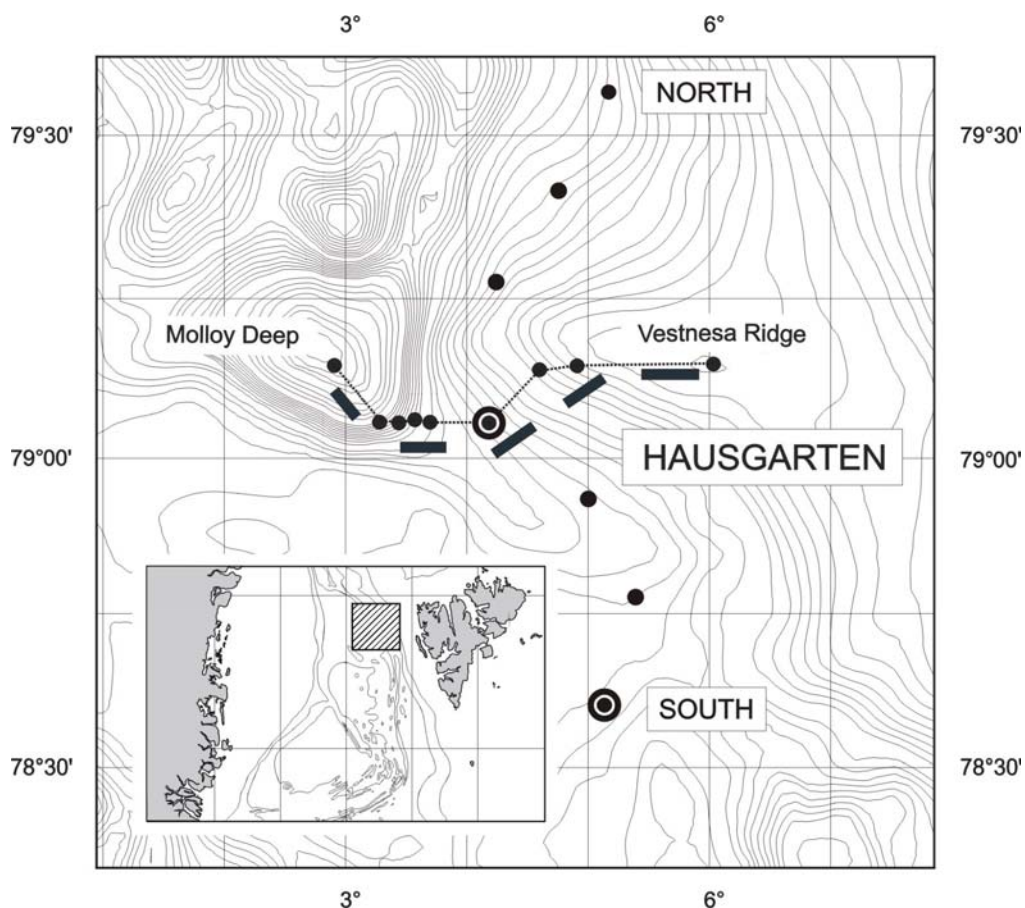 3°
6°
NORTH
79°30'
79°30'
Molloy Deep
Vestnesa Ridge
HAUSGARTEN
79°00'
79°00'
SOUTH
78°30'
78°30'
3°
6°